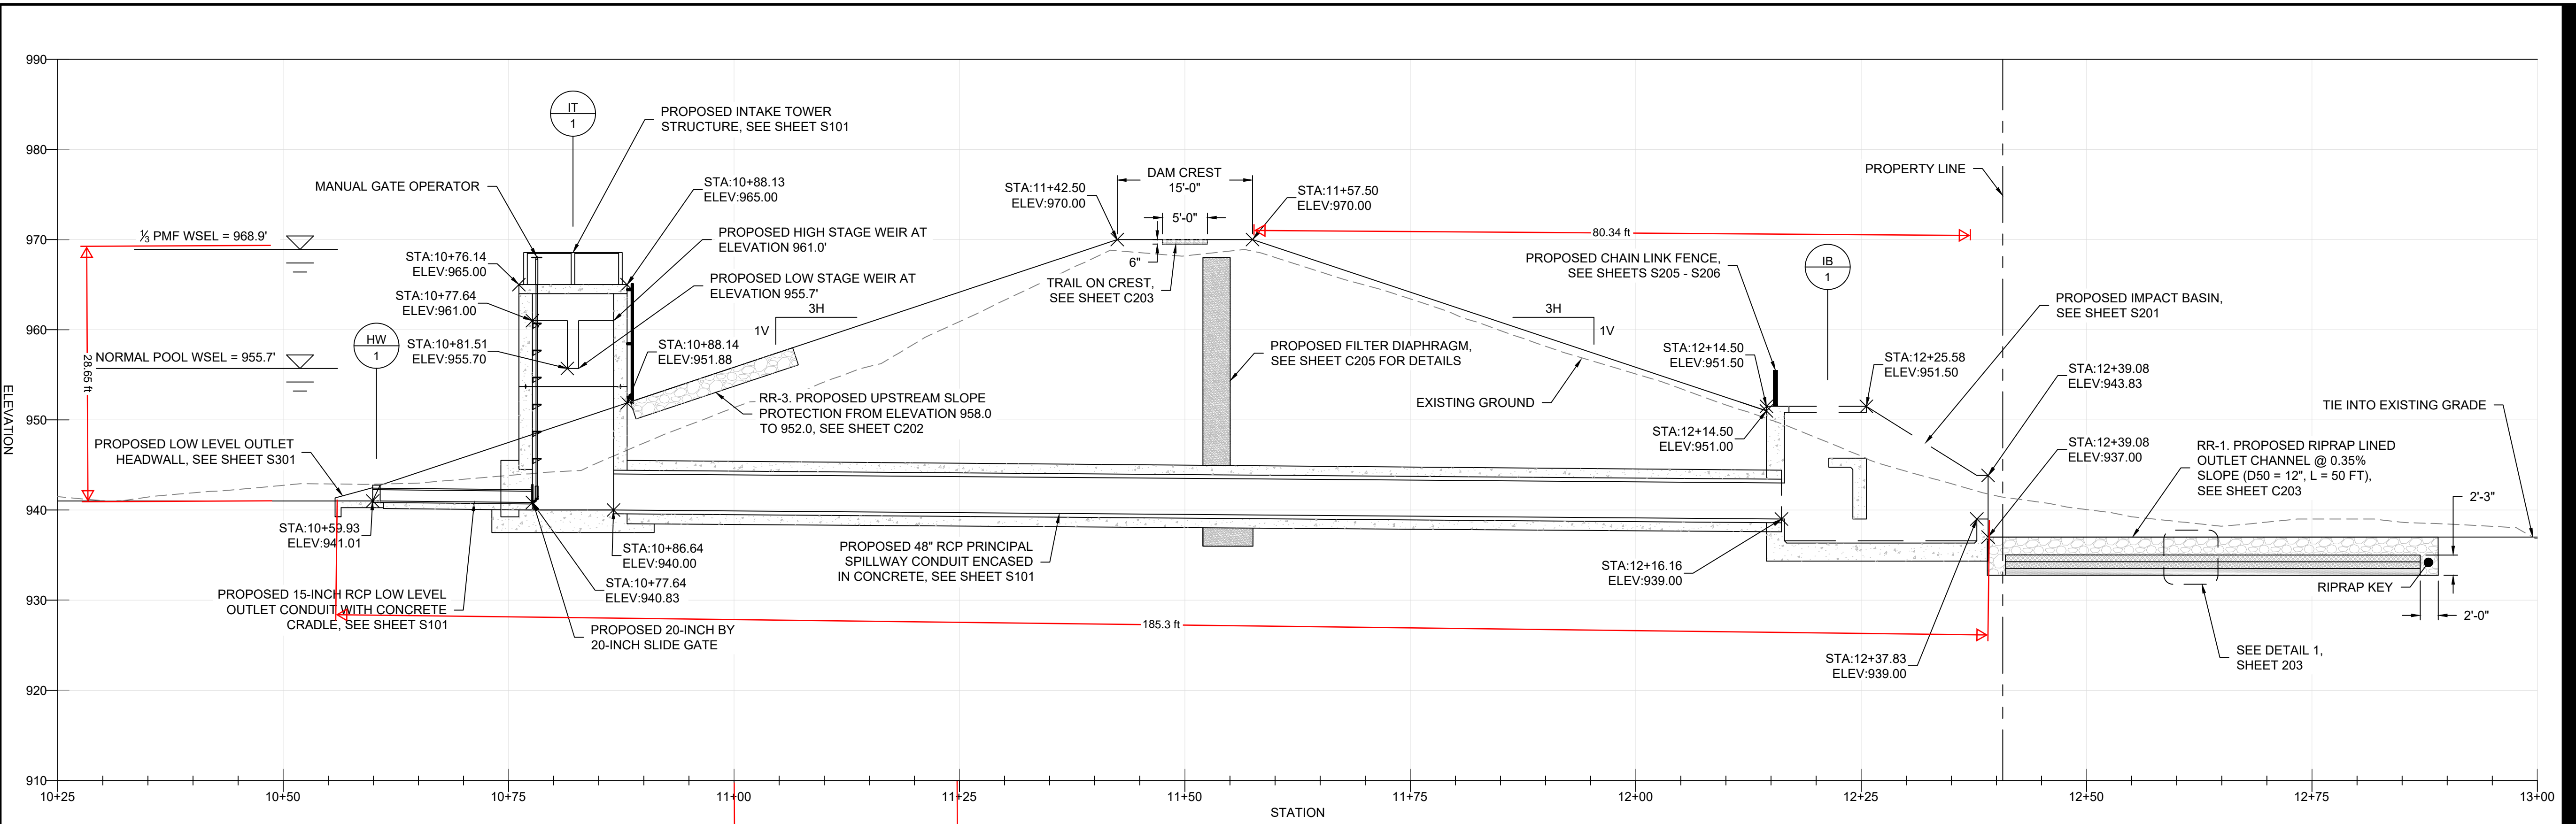 990
980
970
960
950
940
930
920
910
ELEVATION
10+25
10+50
10+75
11+00
11+25
11+50
11+75
12+00
12+25
12+50
12+75
13+00
STATION
⅓ PMF WSEL = 968.9'
NORMAL POOL WSEL = 955.7'
28.65 ft
HW
1
PROPOSED LOW LEVEL OUTLET
HEADWALL, SEE SHEET S301
STA:10+59.93
ELEV:941.01
PROPOSED 15-INCH RCP LOW LEVEL
OUTLET CONDUIT WITH CONCRETE
CRADLE, SEE SHEET S101
IT
1
MANUAL GATE OPERATOR
PROPOSED INTAKE TOWER
STRUCTURE, SEE SHEET S101
STA:10+76.14
ELEV:965.00
STA:10+77.64
ELEV:961.00
STA:10+81.51
ELEV:955.70
STA:10+88.13
ELEV:965.00
PROPOSED HIGH STAGE WEIR AT
ELEVATION 961.0'
PROPOSED LOW STAGE WEIR AT
ELEVATION 955.7'
3H
1V
STA:10+88.14
ELEV:951.88
RR-3. PROPOSED UPSTREAM SLOPE
PROTECTION FROM ELEVATION 958.0
TO 952.0, SEE SHEET C202
STA:10+86.64
ELEV:940.00
STA:10+77.64
ELEV:940.83
PROPOSED 20-INCH BY
20-INCH SLIDE GATE
PROPOSED 48" RCP PRINCIPAL
SPILLWAY CONDUIT ENCASED
IN CONCRETE, SEE SHEET S101
185.3 ft
STA:11+42.50
ELEV:970.00
DAM CREST
15'-0"
5'-0"
6"
TRAIL ON CREST,
SEE SHEET C203
STA:11+57.50
ELEV:970.00
80.34 ft
PROPOSED FILTER DIAPHRAGM,
SEE SHEET C205 FOR DETAILS
3H
1V
EXISTING GROUND
PROPOSED CHAIN LINK FENCE,
SEE SHEETS S205 - S206
IB
1
STA:12+14.50
ELEV:951.50
STA:12+14.50
ELEV:951.00
STA:12+25.58
ELEV:951.50
STA:12+16.16
ELEV:939.00
STA:12+37.83
ELEV:939.00
PROPERTY LINE
PROPOSED IMPACT BASIN,
SEE SHEET S201
STA:12+39.08
ELEV:943.83
STA:12+39.08
ELEV:937.00
TIE INTO EXISTING GRADE
RR-1. PROPOSED RIPRAP LINED
OUTLET CHANNEL @ 0.35%
SLOPE (D50 = 12", L = 50 FT),
SEE SHEET C203
2'-3"
RIPRAP KEY
2'-0"
SEE DETAIL 1,
SHEET 203